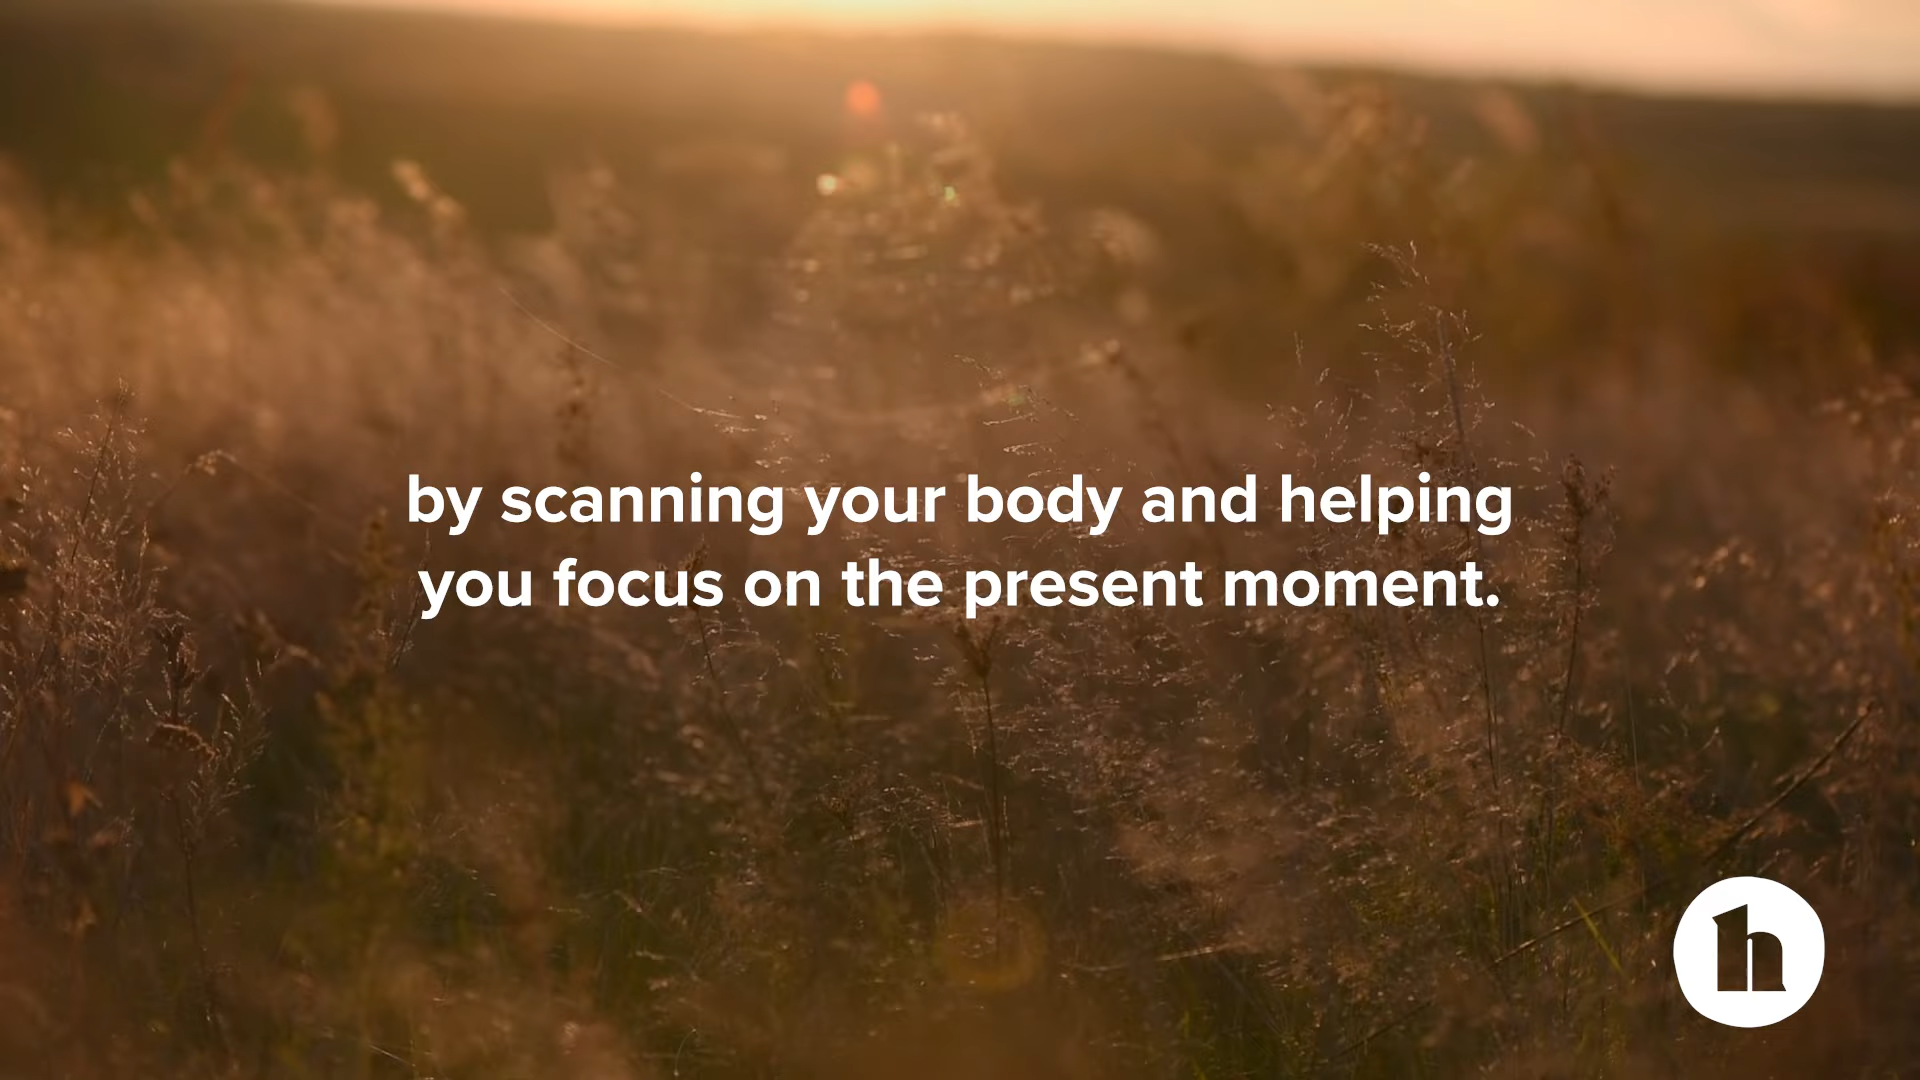 by scanning your body and helping
you focus on the present moment.
h